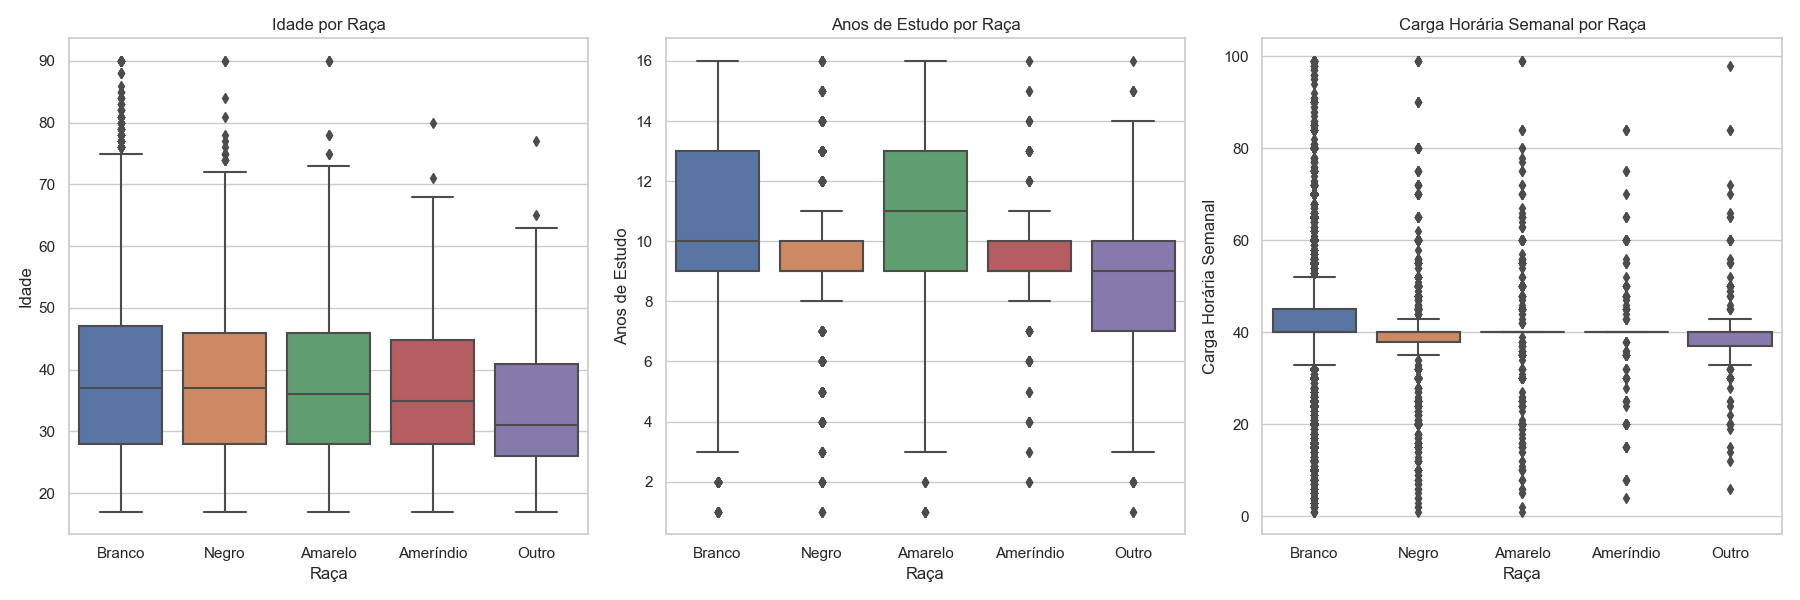 Idade por Raça
Idade
90
80
70
60
50
40
30
20
Branco Negro Amarelo Ameríndio Outro
Raça
Anos de Estudo por Raça
Anos de Estudo
16
14
12
10
8
6
4
2
Branco Negro Amarelo Ameríndio Outro
Raça
Carga Horária Semanal por Raça
Carga Horária Semanal
100
80
60
40
20
0
Branco Negro Amarelo Ameríndio Outro
Raça